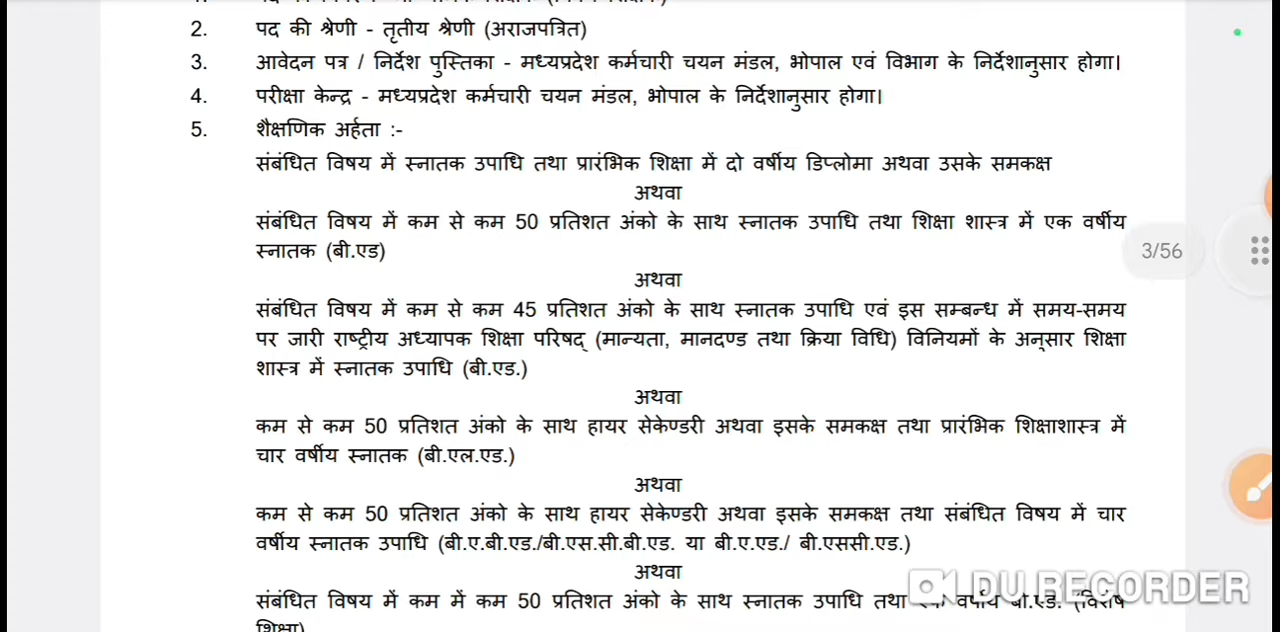 2. पद की श्रेणी - तृतीय श्रेणी (अराजपत्रित)
3. आवेदन पत्र / निर्देश पुस्तिका - मध्यप्रदेश कर्मचारी चयन मंडल, भोपाल एवं विभाग के निर्देशानुसार होगा।
4. परीक्षा केन्द्र - मध्यप्रदेश कर्मचारी चयन मंडल, भोपाल के निर्देशानुसार होगा।
5. शैक्षणिक अर्हता :-
संबंधित विषय में स्नातक उपाधि तथा प्रारंभिक शिक्षा में दो वर्षीय डिप्लोमा अथवा उसके समकक्ष
अथवा
संबंधित विषय में कम से कम 50 प्रतिशत अंको के साथ स्नातक उपाधि तथा शिक्षा शास्त्र में एक वर्षीय
स्नातक (बी.एड)
3/56
अथवा
संबंधित विषय में कम से कम 45 प्रतिशत अंको के साथ स्नातक उपाधि एवं इस सम्बन्ध में समय-समय
पर जारी राष्ट्रीय अध्यापक शिक्षा परिषद् (मान्यता, मानदण्ड तथा क्रिया विधि) विनियमों के अनुसार शिक्षा
शास्त्र में स्नातक उपाधि (बी.एड.)
अथवा
कम से कम 50 प्रतिशत अंको के साथ हायर सेकेण्डरी अथवा इसके समकक्ष तथा प्रारंभिक शिक्षाशास्त्र में
चार वर्षीय स्नातक (बी.एल.एड.)
अथवा
कम से कम 50 प्रतिशत अंको के साथ हायर सेकेण्डरी अथवा इसके समकक्ष तथा संबंधित विषय में चार
वर्षीय स्नातक उपाधि (बी.ए.बी.एड./बी.एस.सी.बी.एड. या बी.ए.एड./ बी.एससी.एड.)
अथवा
DU RECORDER
संबंधित विषय में कम में कम 50 प्रतिशत अंको के साथ स्नातक उपाधि तथा एक वर्षीय बी.एड. (विशेष
शिक्षा)